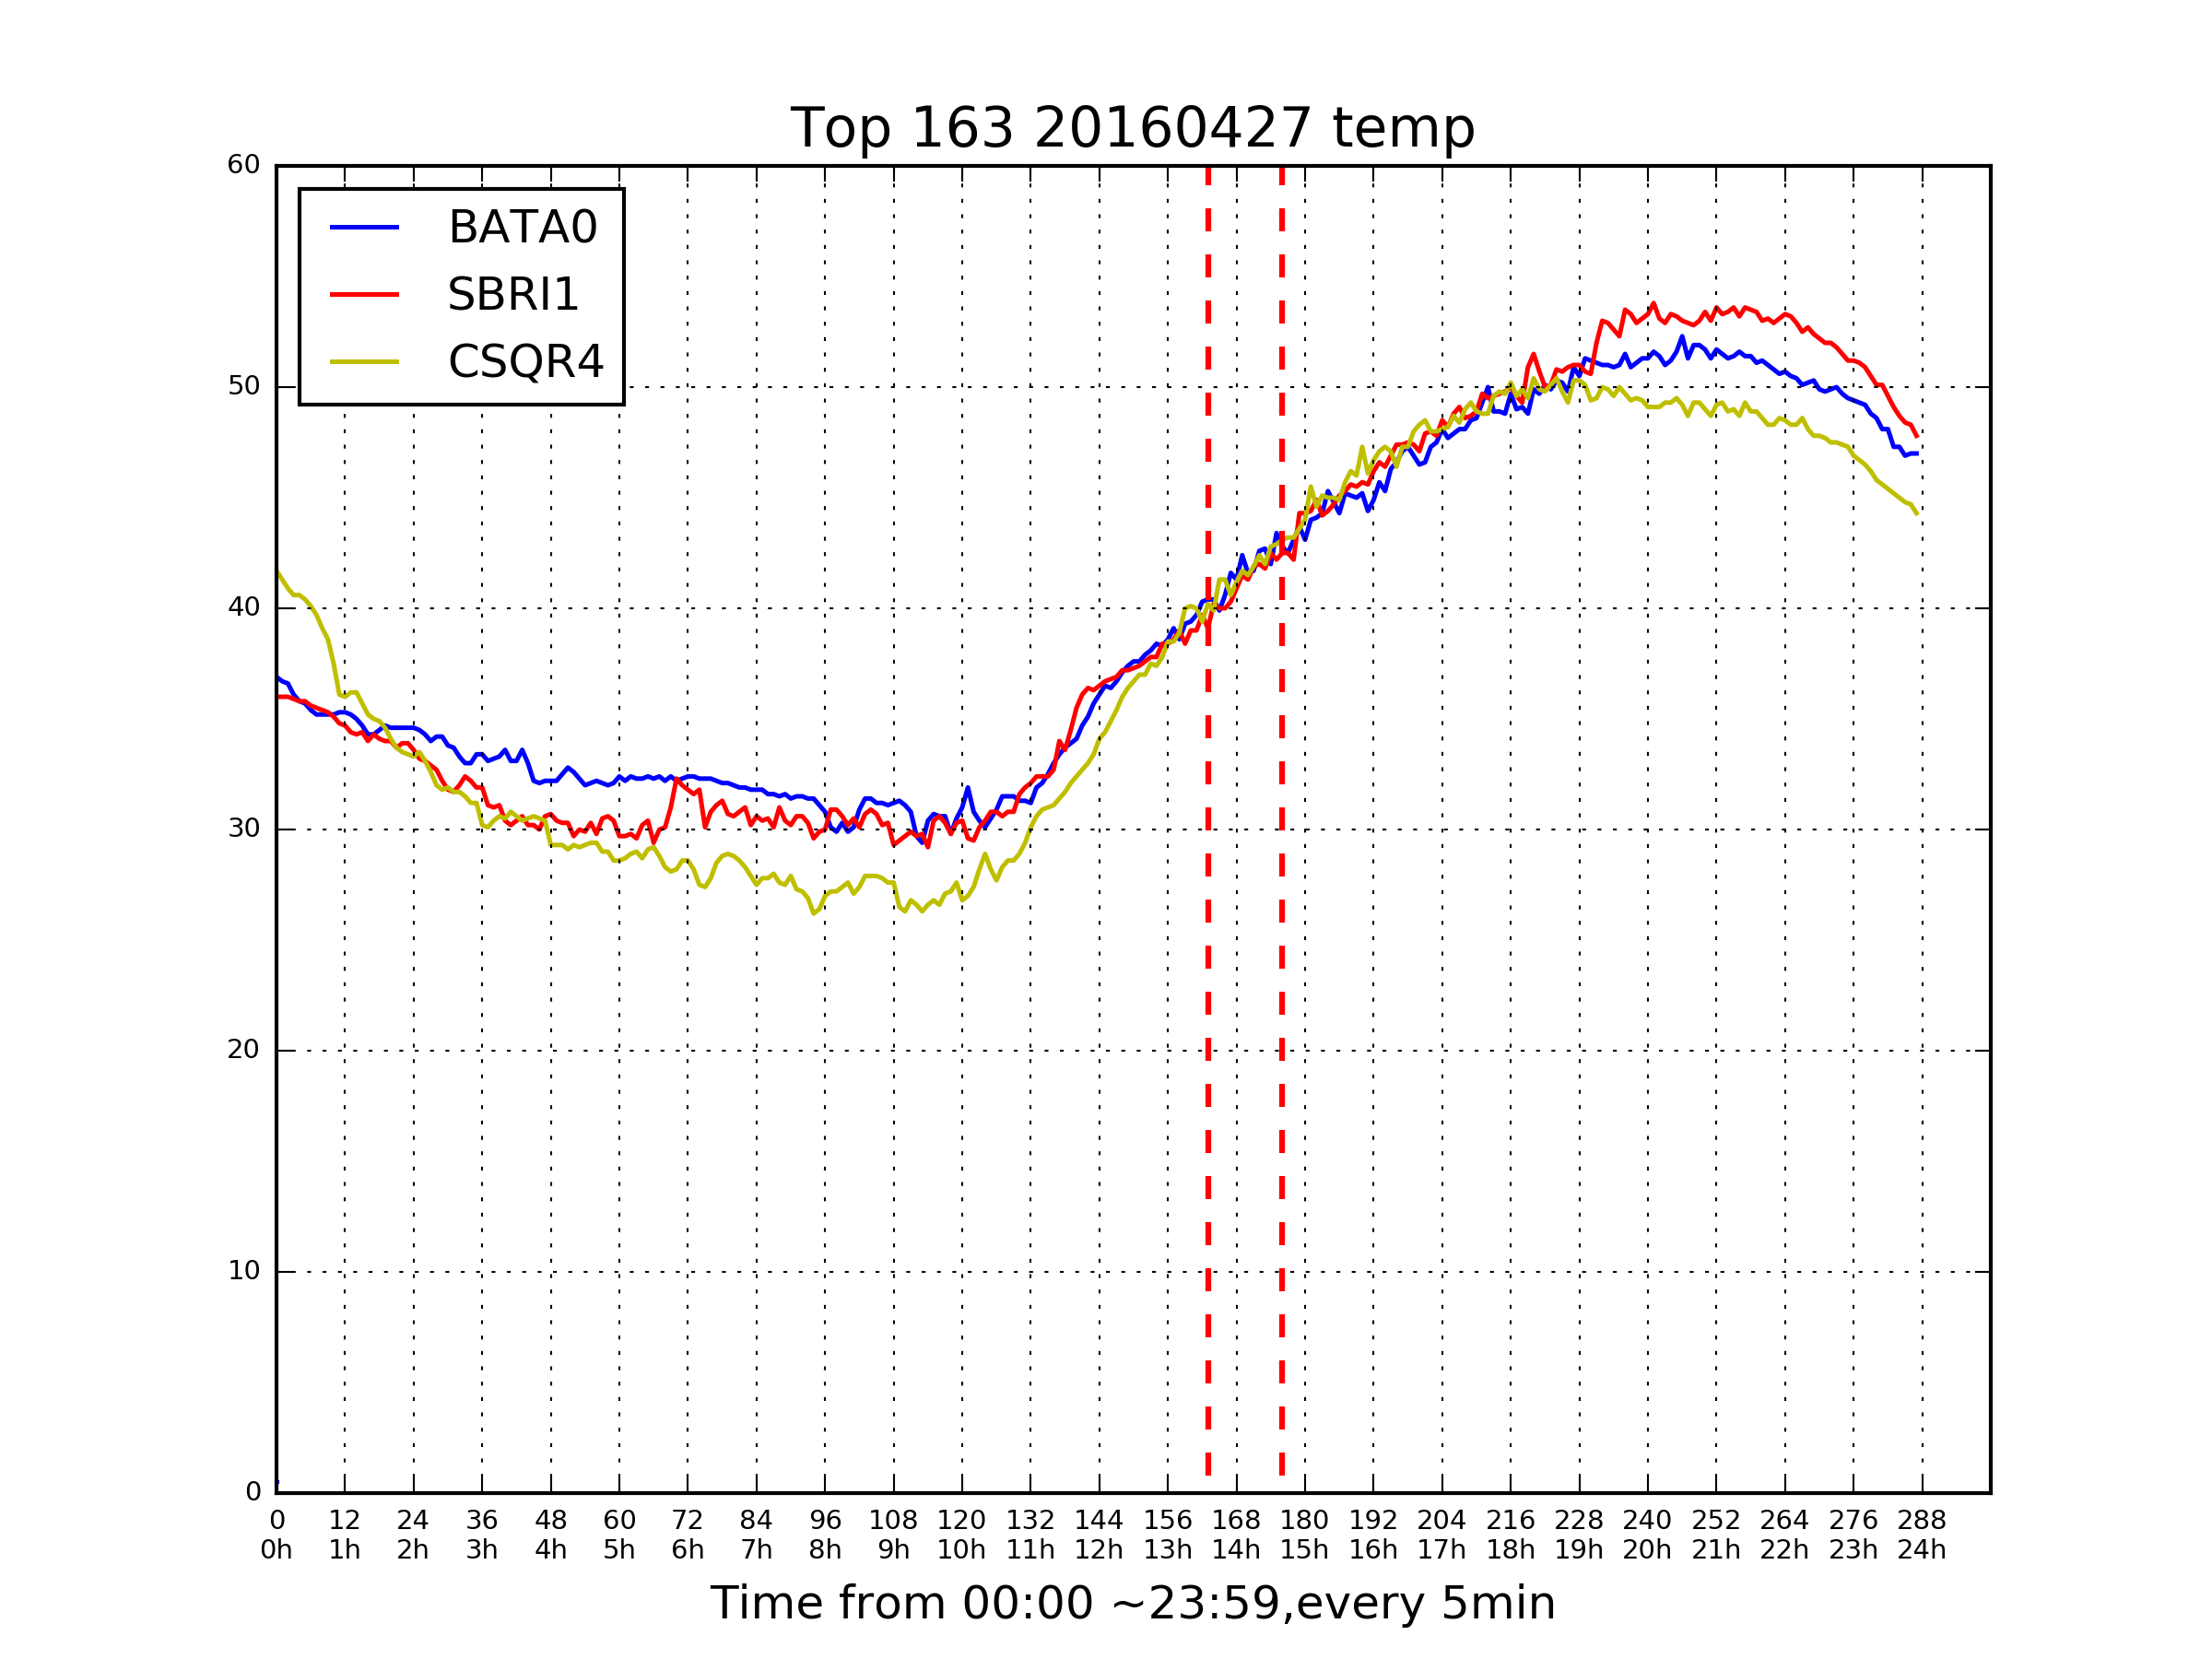 Top 163 20160427 temp
60
50
40
30
20
10
0
BATA0
SBRI1
CSQR4
0 12 24 36 48 60 72 84 96 108 120 132 144 156 168 180 192 204 216 228 240 252 264 276 288
0h 1h 2h 3h 4h 5h 6h 7h 8h 9h 10h 11h 12h 13h 14h 15h 16h 17h 18h 19h 20h 21h 22h 23h 24h
Time from 00:00 ~23:59,every 5min